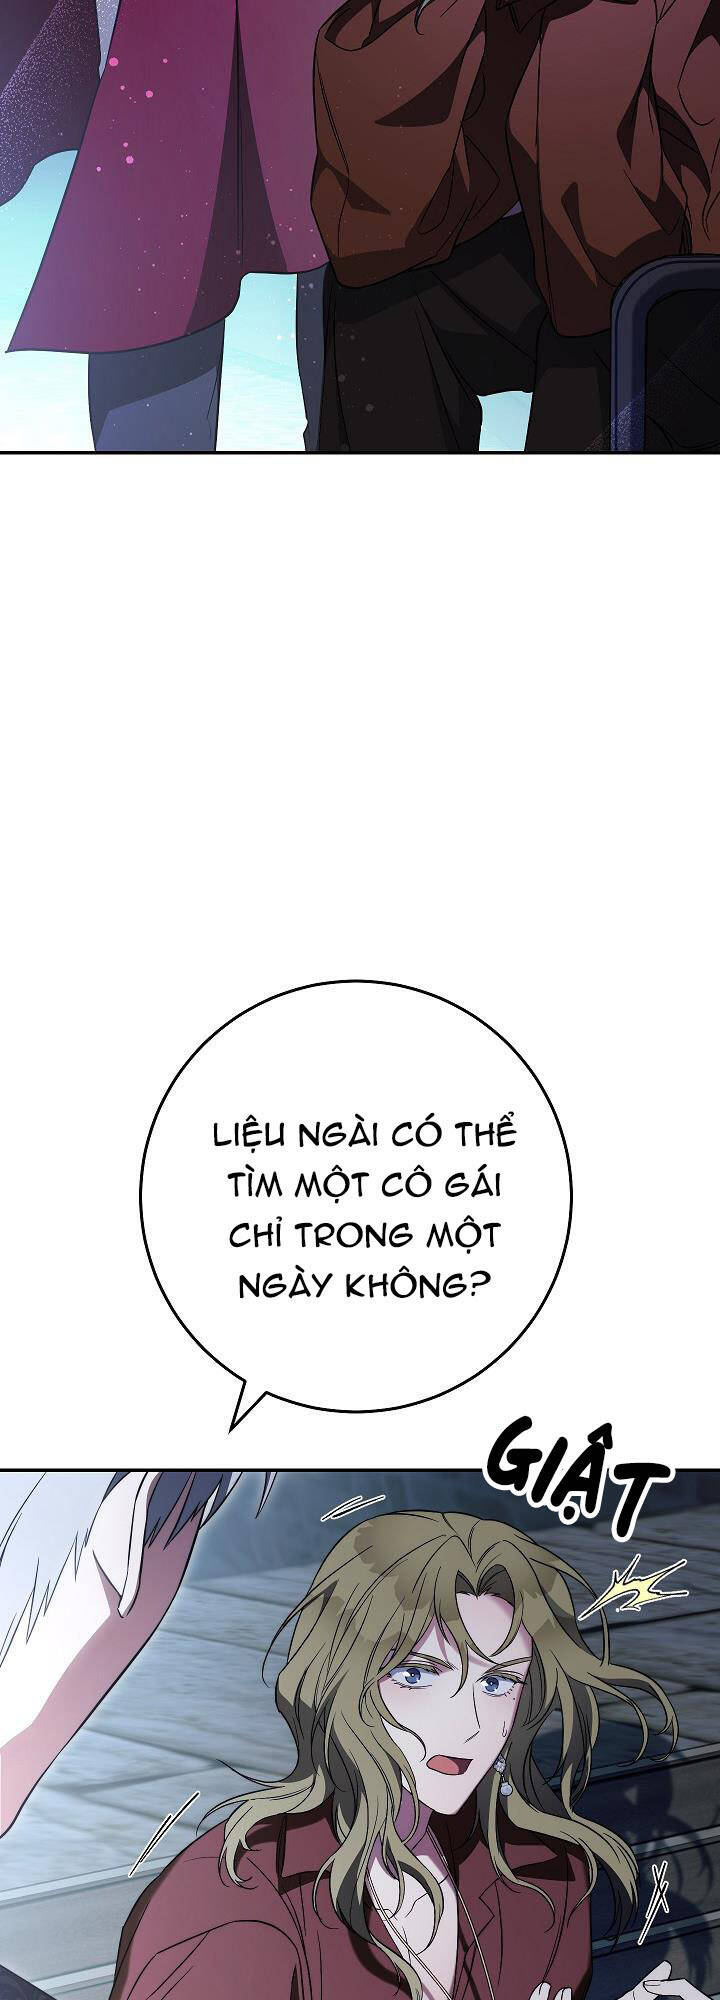 LIỆU NGÀI CÓ THỂ
TÌM MỘT CÔ GÁI
CHỈ TRONG MỘT
NGÀY KHÔNG?
GIẬT